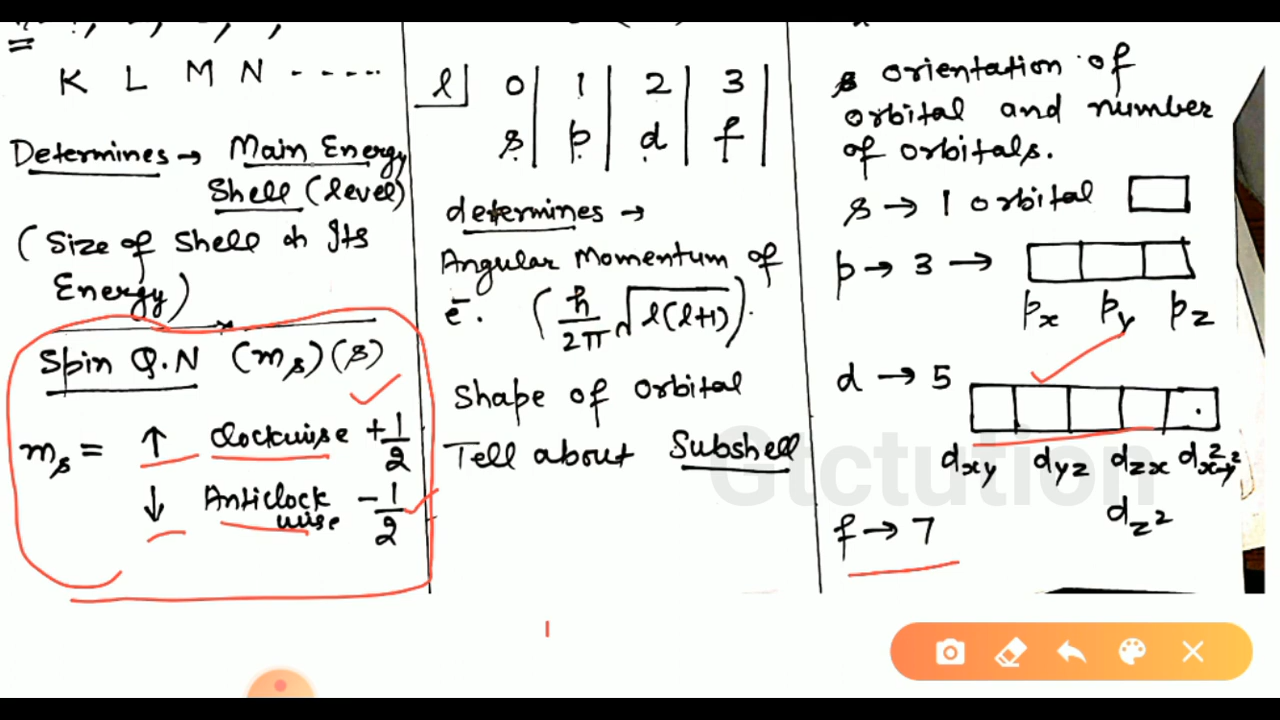 K L M N -----
Determines → Main Energy
Shell (level)
(Size of Shell & Its
Energy)
Spin Q.N (ms) (s)
ms = ↑ clockwise +1/2
↓ Anticlock
wise -1/2
l 0 1 2 3
s p d f
determines →
Angular Momentum of
e-. (ħ/2π √l(l+1)).
Shape of Orbital
Tell about Subshell
orientation of
orbital and number
of orbitals.
s → 1 orbital
p → 3 →
px py pz
d → 5
dxy dyz dzx dx²-y²
dz²
f → 7
Gtctution